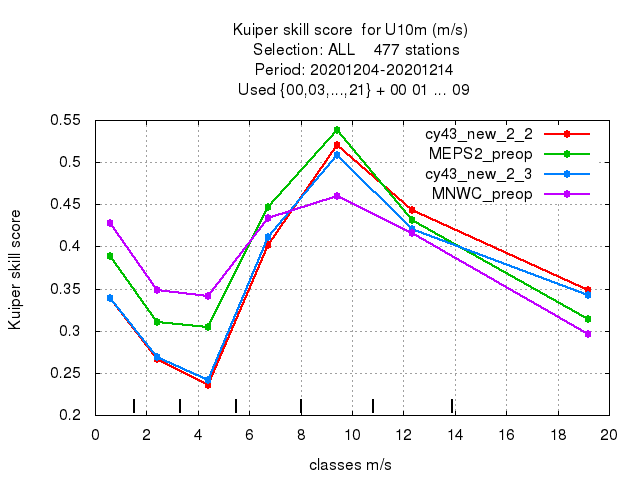 Kuiper skill score  for U10m (m/s)
Selection: ALL    477 stations
Period: 20201204-20201214
Used {00,03,...,21} + 00 01 ... 09
cy43_new_2_2
MEPS2_preop
cy43_new_2_3
MNWC_preop
Kuiper skill score
0.55
0.5
0.45
0.4
0.35
0.3
0.25
0.2
0 2 4 6 8 10 12 14 16 18 20
classes m/s